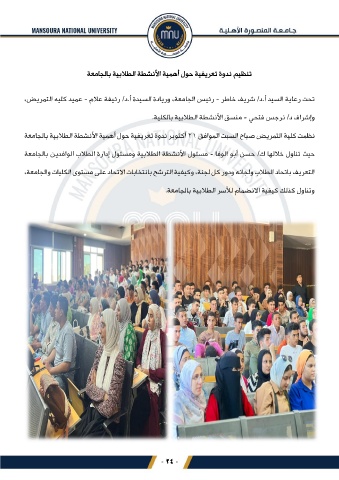 MANSOURA NATIONAL UNIVERSITY
جامعة المنصورة الأهلية
MNU
تنظيم ندوة تعريفية حول أهمية الأنشطة الطلابية بالجامعة
تحت رعاية السيد أ.د/ شريف خاطر - رئيس الجامعة، وريادة السيدة أ.د/ رئيفة علام - عميد كلية التمريض،
وإشراف د/ نرجس فتحي - منسق الأنشطة الطلابية بالكلية.
نظمت كلية التمريض صباح السبت الموافق ٢٦ أكتوبر ندوة تعريفية حول أهمية الأنشطة الطلابية بالجامعة
حيث تناول خلالها ك/ حسن أبو الوفا - مسئول الأنشطة الطلابية ومسئول إدارة الطلاب الوافدين بالجامعة
التعريف باتحاد الطلاب ولجانه ودور كل لجنة، وكيفية الترشح بانتخابات الاتحاد على مستوى الكليات والجامعة،
وتناول كذلك كيفية الانضمام للأسر الطلابية بالجامعة.
- ٢٤ -